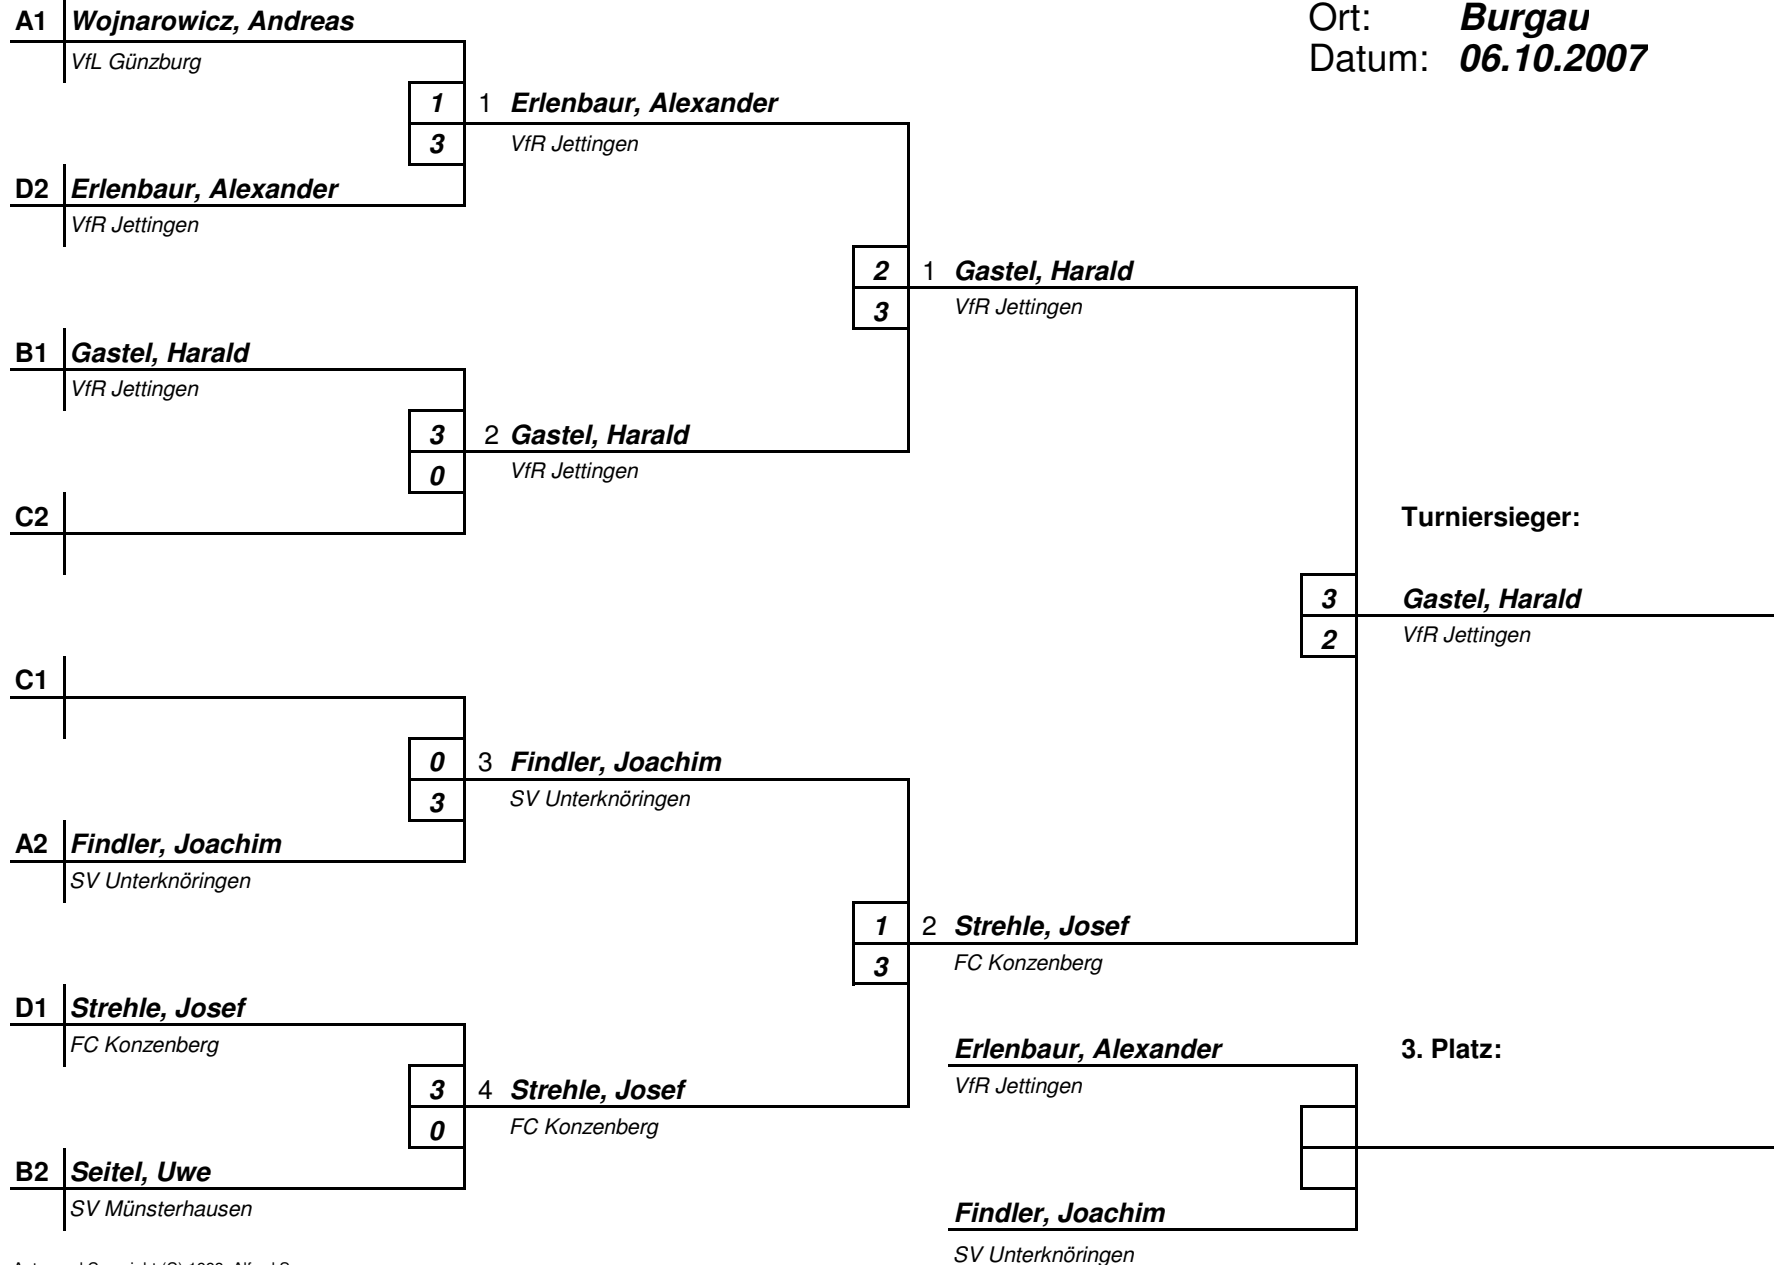 Ort: Burgau
Datum: 06.10.2007
A1 Wojnarowicz, Andreas
VfL Günzburg
1 1 Erlenbaur, Alexander
3 VfR Jettingen
D2 Erlenbaur, Alexander
VfR Jettingen
2 1 Gastel, Harald
3 VfR Jettingen
B1 Gastel, Harald
VfR Jettingen
3 2 Gastel, Harald
0 VfR Jettingen
C2
Turniersieger:
3 Gastel, Harald
2 VfR Jettingen
C1
0 3 Findler, Joachim
3 SV Unterknöringen
A2 Findler, Joachim
SV Unterknöringen
1 2 Strehle, Josef
3 FC Konzenberg
D1 Strehle, Josef
FC Konzenberg
Erlenbaur, Alexander
3. Platz:
VfR Jettingen
3 4 Strehle, Josef
0 FC Konzenberg
B2 Seitel, Uwe
SV Münsterhausen
Findler, Joachim
SV Unterknöringen